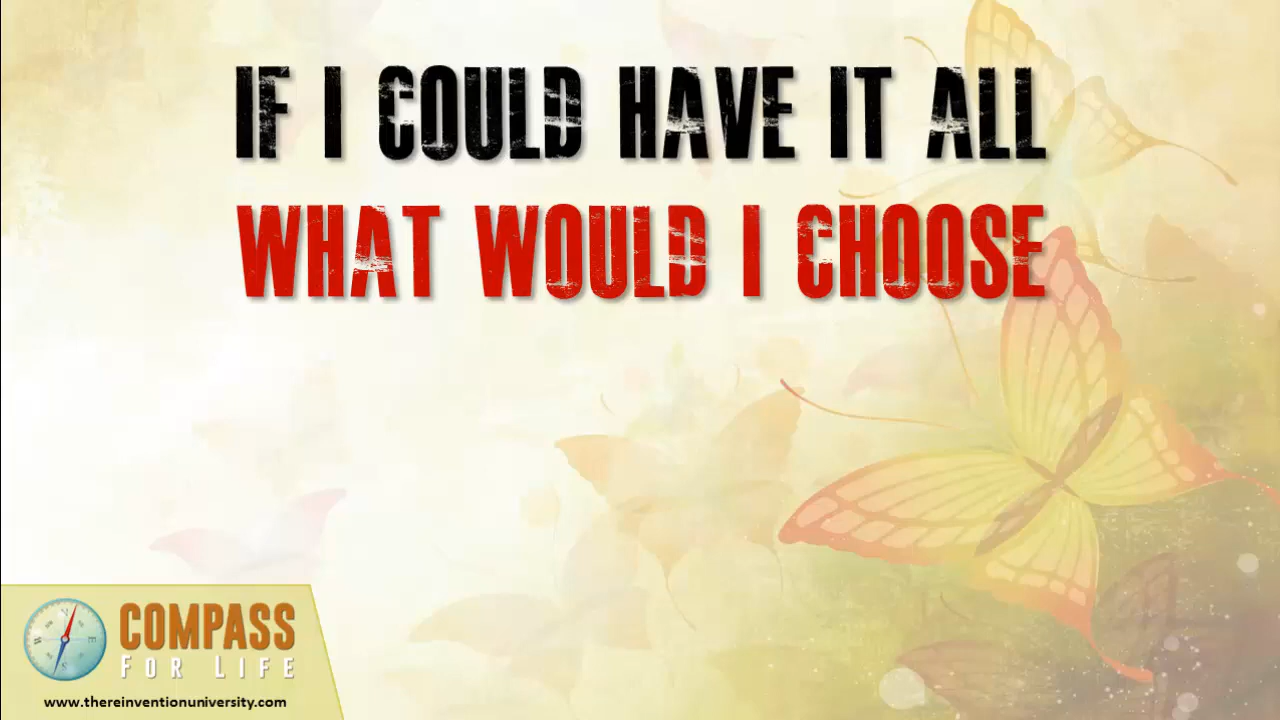 IF I COULD HAVE IT ALL
WHAT WOULD I CHOOSE
COMPASS
FOR LIFE
www.thereinventionuniversity.com